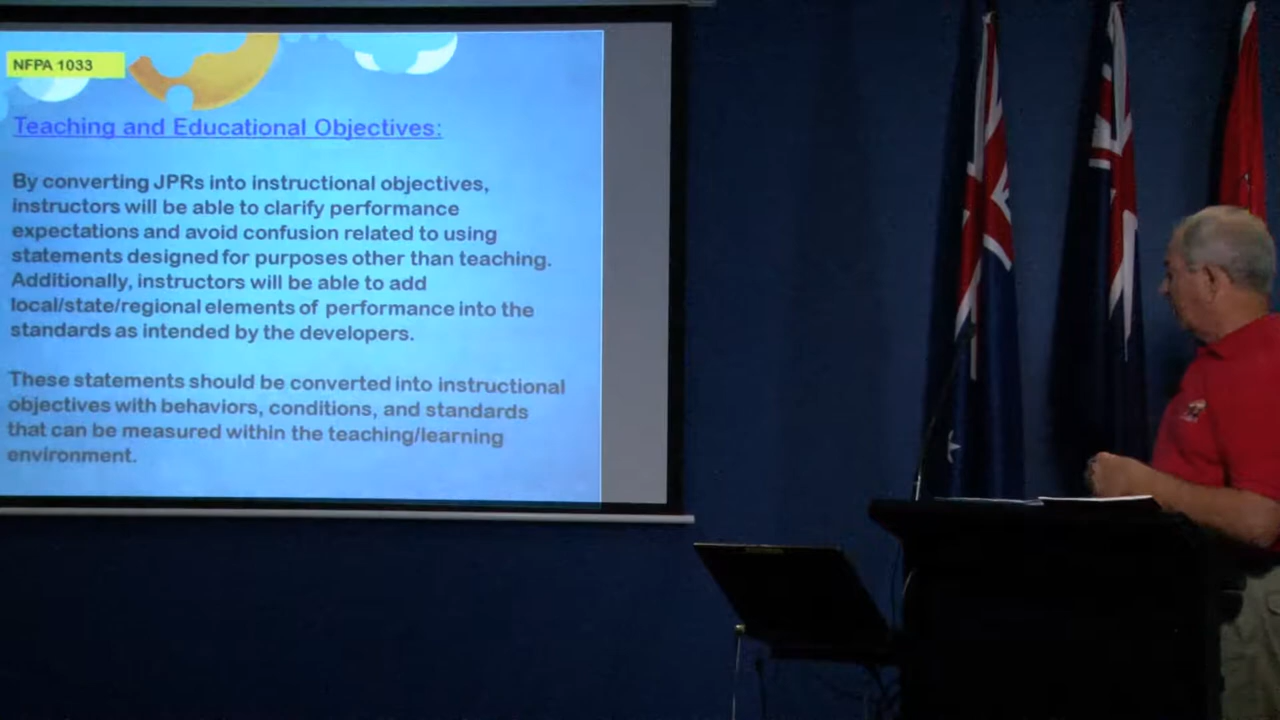 NFPA 1033
Teaching and Educational Objectives:
By converting JPRs into instructional objectives,
instructors will be able to clarify performance
expectations and avoid confusion related to using
statements designed for purposes other than teaching.
Additionally, instructors will be able to add
local/state/regional elements of performance into the
standards as intended by the developers.
These statements should be converted into instructional
objectives with behaviors, conditions, and standards
that can be measured within the teaching/learning
environment.